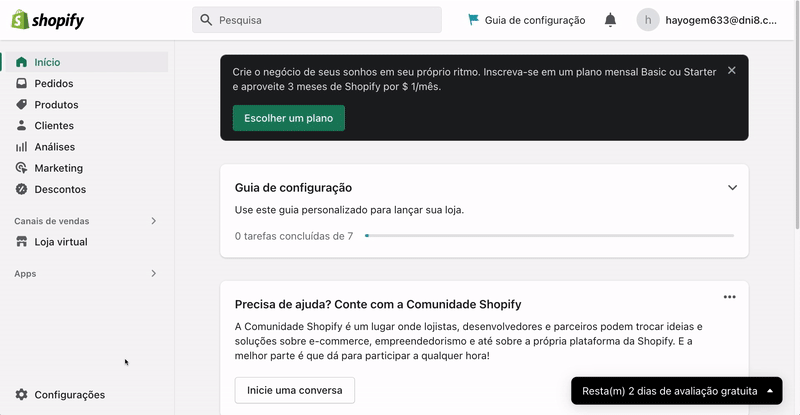 shopify
Pesquisa
Guia de configuração
h
hayogem633@dni8.c...
Início
Pedidos
Produtos
Clientes
Análises
Marketing
Descontos
Canais de vendas
Loja virtual
Apps
Configurações
Crie o negócio de seus sonhos em seu próprio ritmo. Inscreva-se em um plano mensal Basic ou Starter
e aproveite 3 meses de Shopify por $ 1/mês.
Escolher um plano
Guia de configuração
Use este guia personalizado para lançar sua loja.
0 tarefas concluídas de 7
Precisa de ajuda? Conte com a Comunidade Shopify
A Comunidade Shopify é um lugar onde lojistas, desenvolvedores e parceiros podem trocar ideias e
soluções sobre e-commerce, empreendedorismo e até sobre a própria plataforma da Shopify. E a
melhor parte é que dá para participar a qualquer hora!
Inicie uma conversa
Resta(m) 2 dias de avaliação gratuita